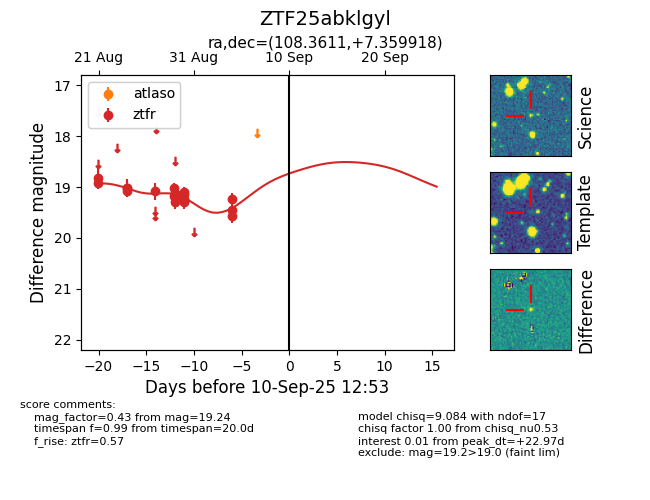 ZTF25abklgyl
ra,dec=(108.3611,+7.359918)
21 Aug 31 Aug 10 Sep 20 Sep
17
18
19
20
21
22
Difference magnitude
atlaso
ztfr
−20 −15 −10 −5 0 5 10 15
Days before 10-Sep-25 12:53
Science
Template
Difference
score comments:
mag_factor=0.43 from mag=19.24
timespan f=0.99 from timespan=20.0d
f_rise: ztfr=0.57
model chisq=9.084 with ndof=17
chisq factor 1.00 from chisq_nu0.53
interest 0.01 from peak_dt=+22.97d
exclude: mag=19.2>19.0 (faint lim)